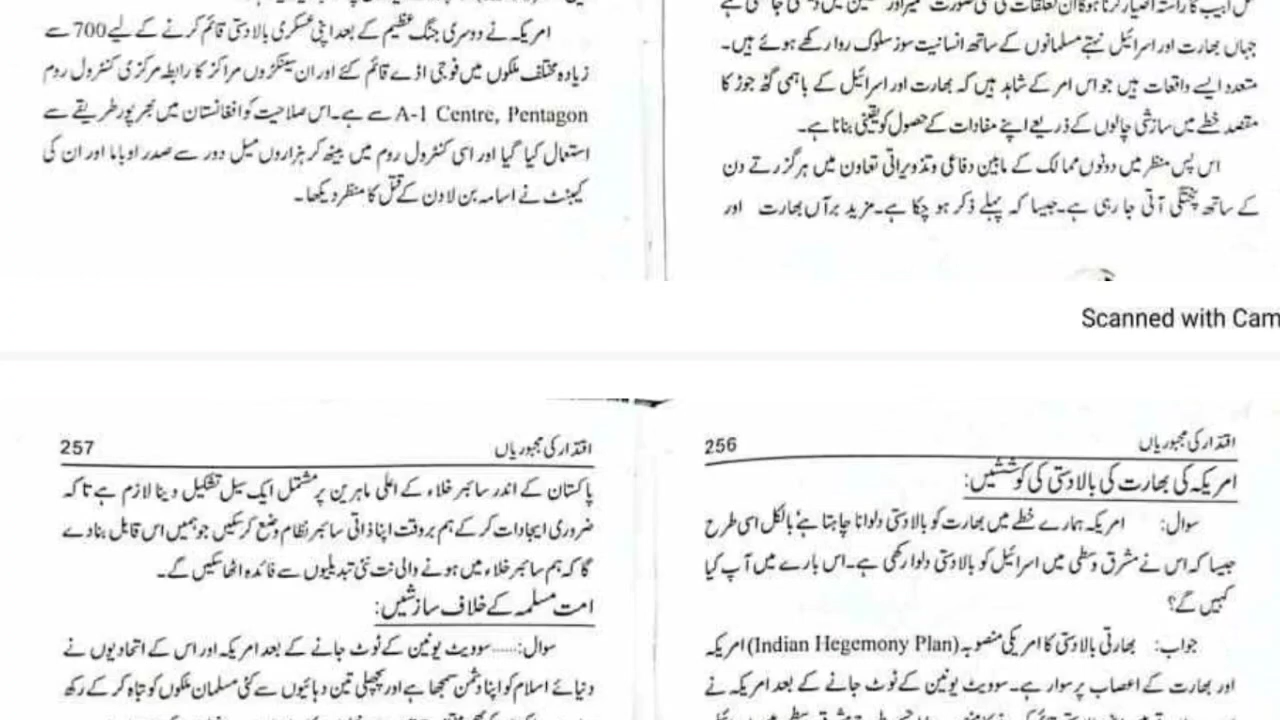 جہاں بھارت اور اسرائیل نہتے مسلمانوں کے ساتھ انسانیت سوز سلوک روا رکھے ہوئے ہیں۔
متعدد ایسے واقعات ہیں جو اس امر کے شاہد ہیں کہ بھارت اور اسرائیل کے باہمی گٹھ جوڑ کا
مقصد خطے میں سازشی چالوں کے ذریعے اپنے مفادات کے حصول کو یقینی بنانا ہے۔
اس پس منظر میں دونوں ممالک کے مابین دفاعی وتذویراتی تعاون میں ہر گزرتے دن
کے ساتھ پختگی آتی جا رہی ہے۔ جیسا کہ پہلے ذکر ہو چکا ہے۔ مزید برآں بھارت اور
امریکہ نے دوسری جنگ عظیم کے بعد اپنی عسکری بالادستی قائم کرنے کے لیے 700 سے
زیادہ مختلف ملکوں میں فوجی اڈے قائم کئے اور ان سینکڑوں مراکز کا رابطہ مرکزی کنٹرول روم
A-1 Centre, Pentagon سے ہے۔ اس صلاحیت کو افغانستان میں بھرپور طریقے سے
استعمال کیا گیا اور اسی کنٹرول روم میں بیٹھ کر ہزاروں میل دور سے صدر اوباما اور ان کی
کیبنٹ نے اسامہ بن لادن کے قتل کا منظر دیکھا۔
Scanned with Cam
اقتدار کی مجبوریاں 256
امریکہ کی بھارت کی بالادستی کی کوششیں:
سوال: امریکہ ہمارے خطے میں بھارت کو بالادستی دلوانا چاہتا ہے بالکل اسی طرح
جیسا کہ اس نے مشرق وسطی میں اسرائیل کو بالادستی دلوا رکھی ہے۔ اس بارے میں آپ کیا
کہیں گے؟
جواب: بھارتی بالادستی کا امریکی منصوبہ (Indian Hegemony Plan) امریکہ
اور بھارت کے اعصاب پر سوار ہے۔ سوویت یونین کے ٹوٹ جانے کے بعد امریکہ نے
اقتدار کی مجبوریاں 257
پاکستان کے اندر سائبر خلاء کے اعلی ماہرین پر مشتمل ایک سیل تشکیل دینا لازم ہے تاکہ
ضروری ایجادات کر کے ہم بروقت اپنا ذاتی سائبر نظام وضع کر سکیں جو ہمیں اس قابل بنا دے
گا کہ ہم سائبر خلاء میں ہونے والی نت نئی تبدیلیوں سے فائدہ اٹھا سکیں گے۔
امت مسلمہ کے خلاف سازشیں:
سوال:...... سوویت یونین کے ٹوٹ جانے کے بعد امریکہ اور اس کے اتحادیوں نے
دنیائے اسلام کو اپنا دشمن سمجھا ہے اور پچھلی تین دہائیوں سے کئی مسلمان ملکوں کو تباہ کر کے رکھ